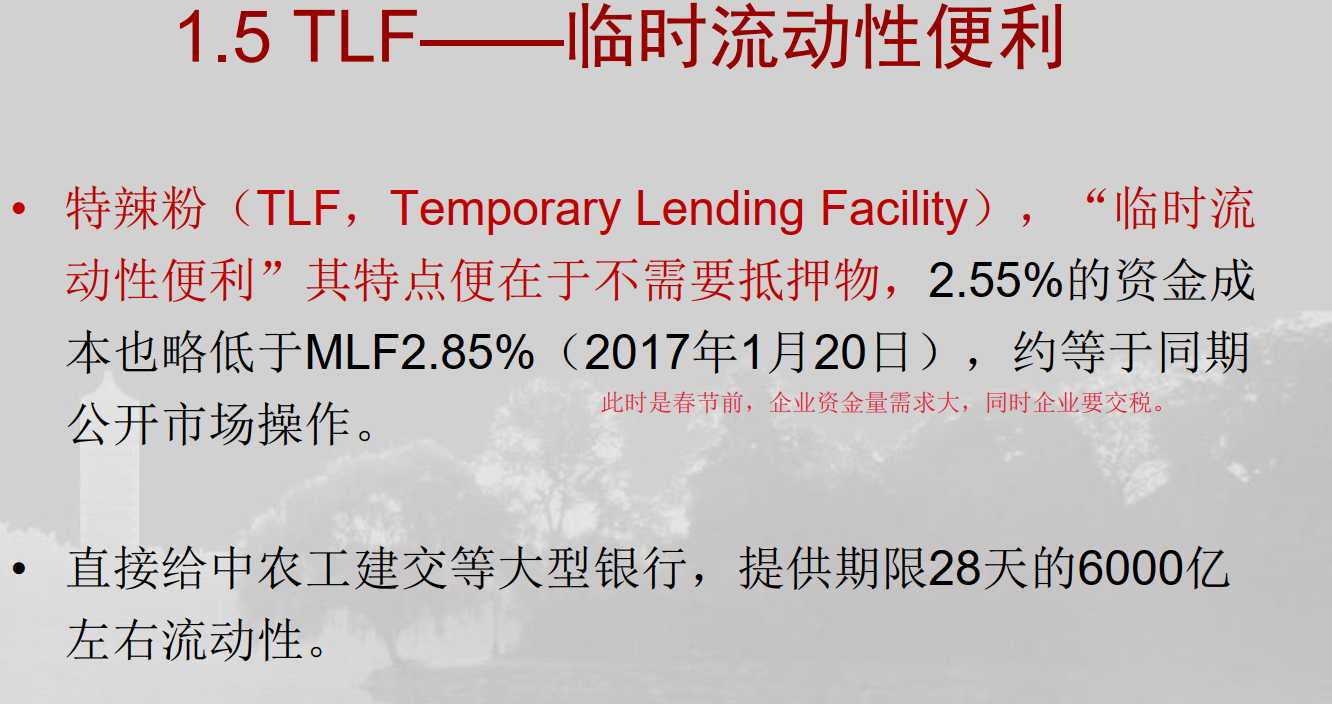 1.5 TLF——临时流动性便利
• 特辣粉（TLF，Temporary Lending Facility），“临时流
动性便利”其特点便在于不需要抵押物，2.55%的资金成
本也略低于MLF2.85%（2017年1月20日），约等于同期
此时是春节前，企业资金量需求大，同时企业要交税。
公开市场操作。
• 直接给中农工建交等大型银行，提供期限28天的6000亿
左右流动性。